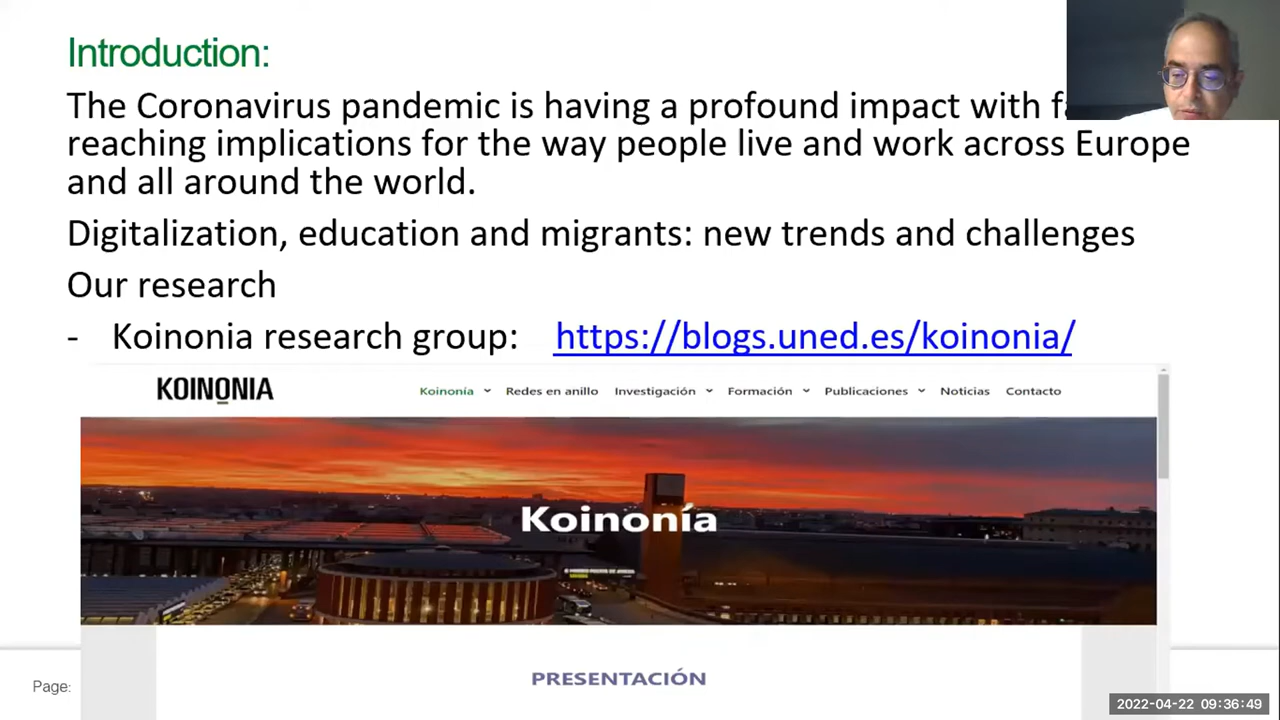 Introduction:
The Coronavirus pandemic is having a profound impact with
reaching implications for the way people live and work across Europe
and all around the world.
Digitalization, education and migrants: new trends and challenges
Our research
- Koinonia research group: https://blogs.uned.es/koinonia/
KOINONIA
Koinonía Redes en anillo Investigación Formación Publicaciones Noticias Contacto
Koinonía
PRESENTACIÓN
Page:
2022-04-22 09:36:49